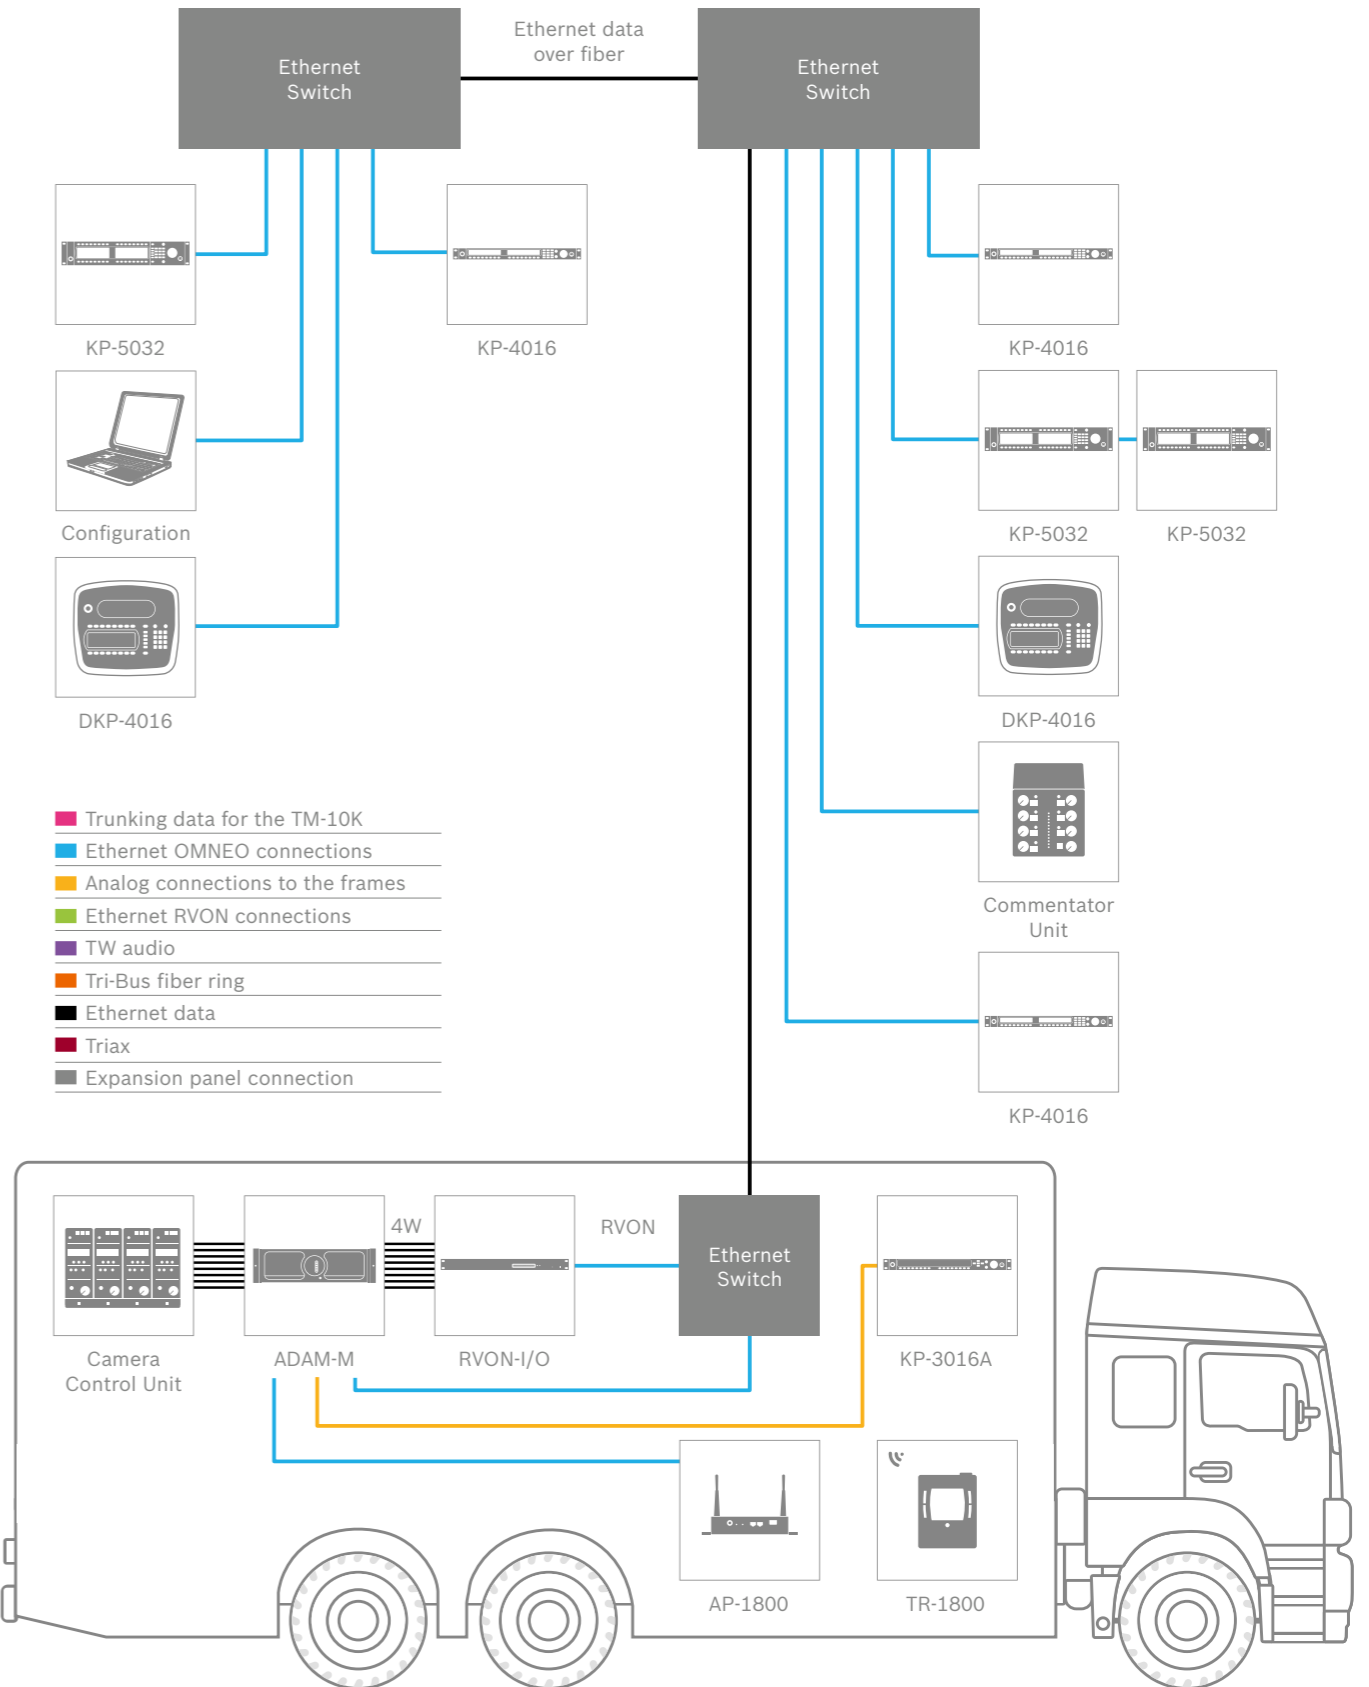 Ethernet data
over fiber
Ethernet
Switch
Ethernet
Switch
KP-5032
KP-4016
KP-4016
Configuration
KP-5032
KP-5032
DKP-4016
DKP-4016
Trunking data for the TM-10K
Ethernet OMNEO connections
Analog connections to the frames
Ethernet RVON connections
TW audio
Tri-Bus fiber ring
Ethernet data
Triax
Expansion panel connection
Commentator
Unit
KP-4016
4W
RVON
Ethernet
Switch
Camera
Control Unit
ADAM-M
RVON-I/O
KP-3016A
AP-1800
TR-1800